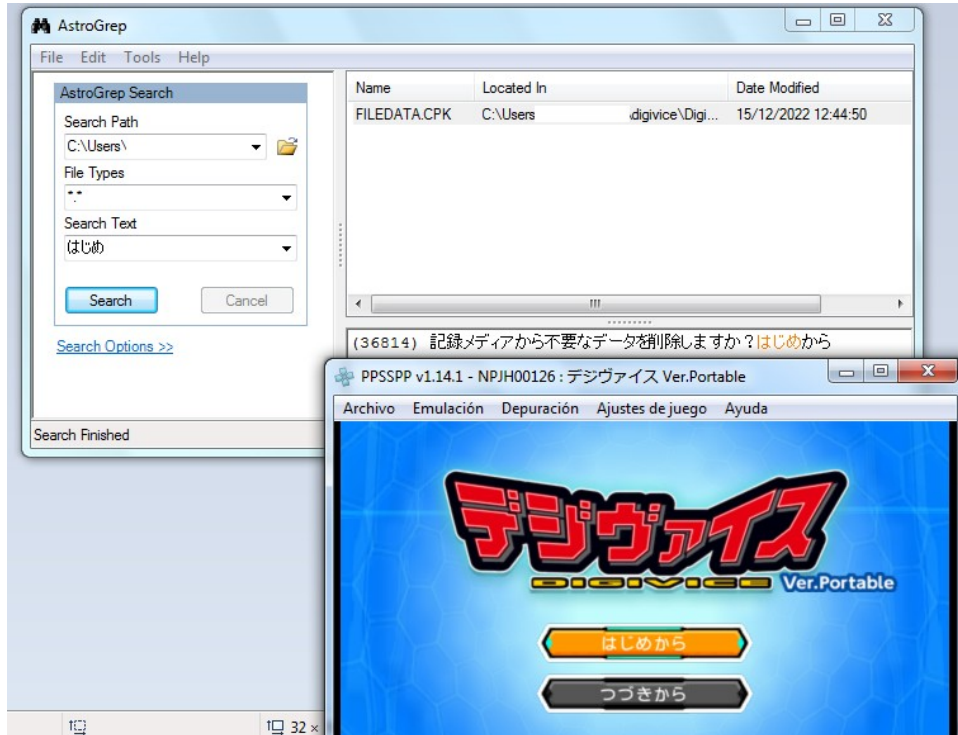 AstroGrep
File Edit Tools Help
AstroGrep Search
Search Path
C:\Users\
File Types
*.*
Search Text
はじめ
Search Cancel
Search Options >>
Search Finished
Name Located In Date Modified
FILEDATA.CPK C:\Users \digivice\Digi... 15/12/2022 12:44:50
(36814) 記録メディアから不要なデータを削除しますか？はじめから
PPSSPP v1.14.1 - NPJH00126 : デジヴァイス Ver.Portable
Archivo Emulación Depuración Ajustes de juego Ayuda
デジヴァイス
DIGIVICE Ver.Portable
はじめから
つづきから
32 ×